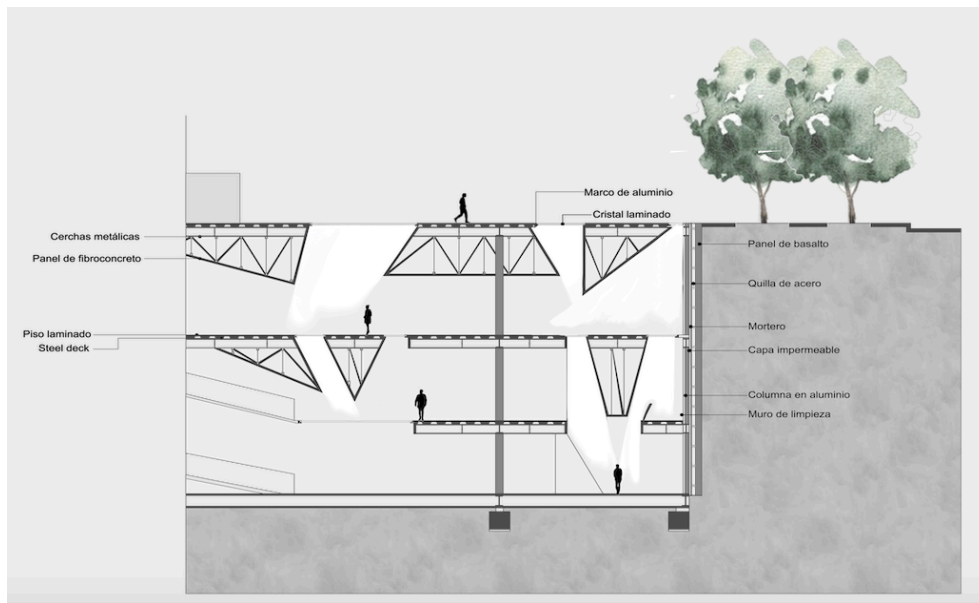 Marco de aluminio
Cristal laminado
Cerchas metálicas
Panel de fibroconcreto
Panel de basalto
Quilla de acero
Mortero
Piso laminado
Steel deck
Capa impermeable
Columna en aluminio
Muro de limpieza